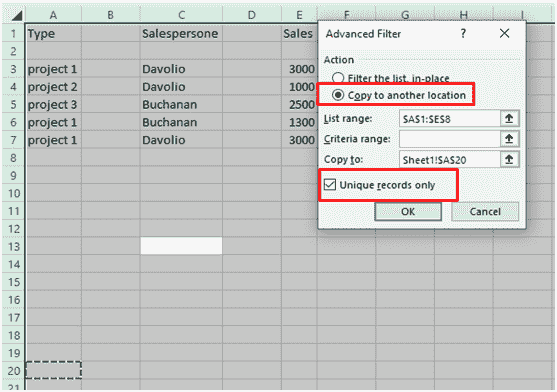 A B C D E F G H I
1 Type Salespersone Sales
2
3 project 1 Davolio 3000
4 project 2 Davolio 1000
5 project 3 Buchanan 2500
6 project 1 Buchanan 1300
7 project 1 Davolio 3000
8
9
10
11
12
13
14
15
16
17
18
19
20
21
Advanced Filter ? ×
Action
Filter the list, in-place
Copy to another location
List range: $A$1:$E$8
Criteria range:
Copy to: Sheet1!$A$20
Unique records only
OK Cancel